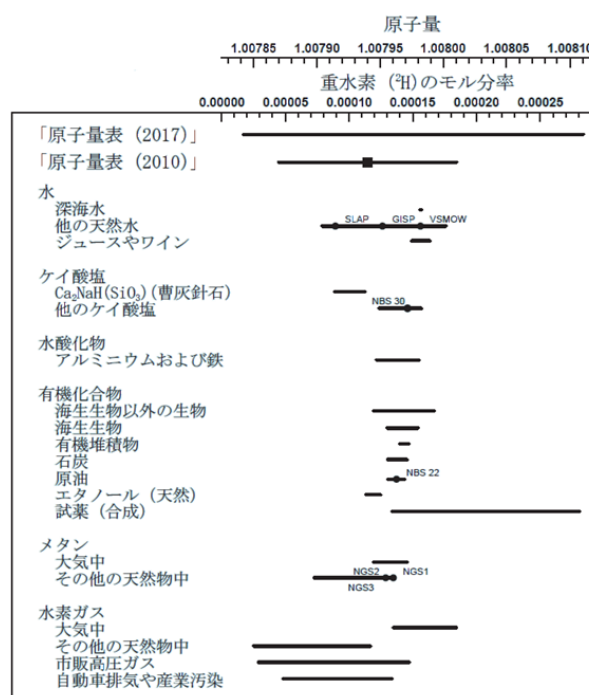 原子量
1.00785 1.00790 1.00795 1.00800 1.00805 1.00810
重水素 (²H)のモル分率
0.00000 0.00005 0.00010 0.00015 0.00020 0.00025
「原子量表 (2017)」
「原子量表 (2010)」
水
深海水
他の天然水 SLAP GISP VSMOW
ジュースやワイン
ケイ酸塩
Ca₂NaH(SiO₃)(曹灰針石)
他のケイ酸塩 NBS 30
水酸化物
アルミニウムおよび鉄
有機化合物
海生生物以外の生物
海生生物
有機堆積物
石炭
原油 NBS 22
エタノール (天然)
試薬 (合成)
メタン
大気中
その他の天然物中 NGS2 NGS1
NGS3
水素ガス
大気中
その他の天然物中
市販高圧ガス
自動車排気や産業汚染